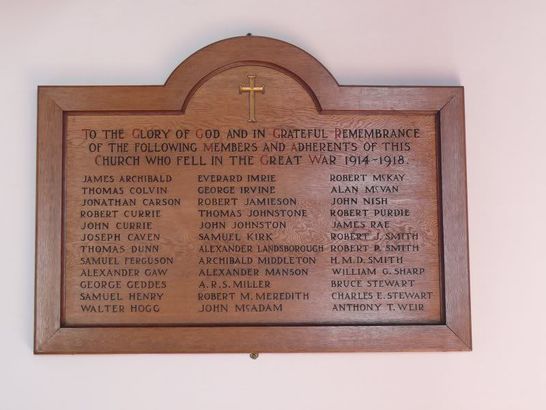 To the Glory of God and in Grateful Remembrance
of the following Members and Adherents of this
Church who fell in the Great War 1914-1918.
JAMES ARCHIBALD EVERARD IMRIE ROBERT McKAY
THOMAS COLVIN GEORGE IRVINE ALAN McVAN
JONATHAN CARSON ROBERT JAMIESON JOHN NISH
ROBERT CURRIE THOMAS JOHNSTONE ROBERT PURDIE
JOHN CURRIE JOHN JOHNSTON JAMES RAE
JOSEPH CAVEN SAMUEL KIRK ROBERT J. SMITH
THOMAS DUNN ALEXANDER LANDSBOROUGH ROBERT P. SMITH
SAMUEL FERGUSON ARCHIBALD MIDDLETON H.M.D. SMITH
ALEXANDER GAW ALEXANDER MANSON WILLIAM G. SHARP
GEORGE GEDDES A.R.S. MILLER BRUCE STEWART
SAMUEL HENRY ROBERT M. MEREDITH CHARLES E. STEWART
WALTER HOGG JOHN McADAM ANTHONY T. WEIR